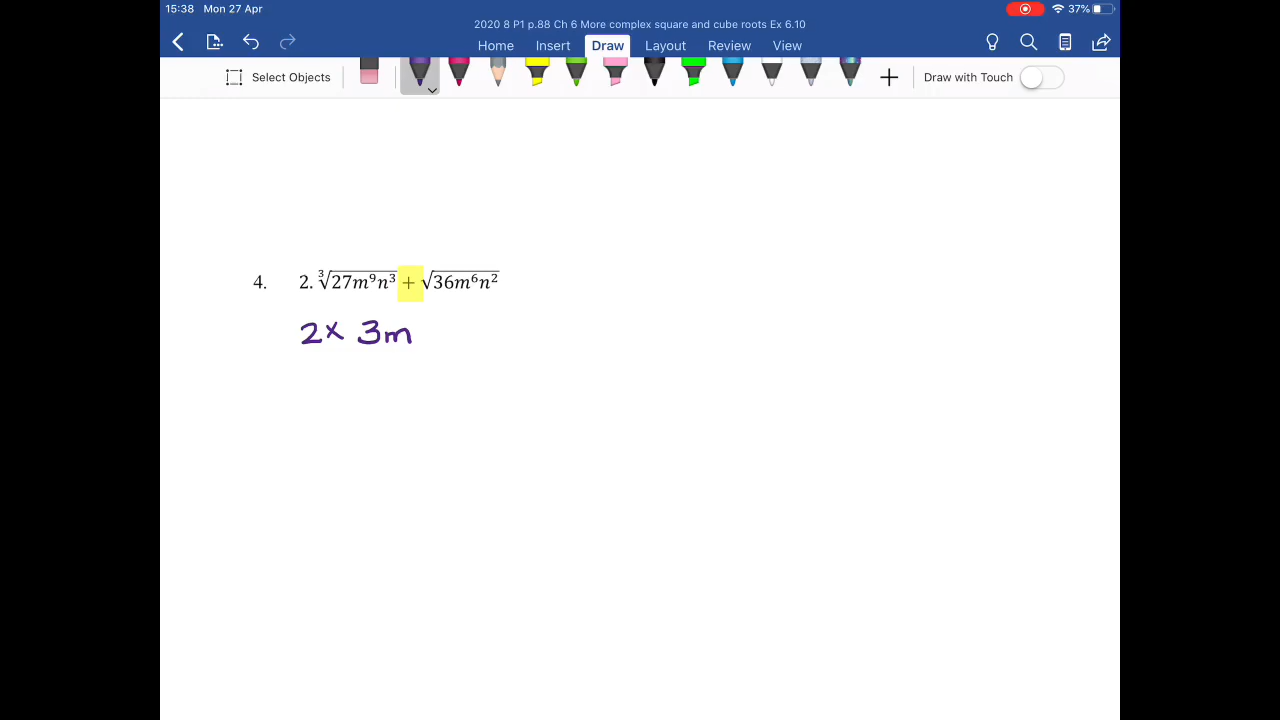 15:38 Mon 27 Apr 37%
2020 8 P1 p.88 Ch 6 More complex square and cube roots Ex 6.10
Home Insert Draw Layout Review View
Select Objects Draw with Touch
4. 2. ∛27m⁹n³ + √36m⁶n²
2× 3m